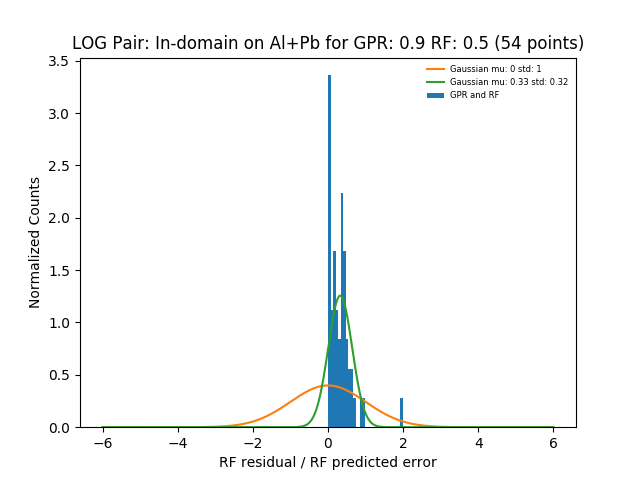 LOG Pair: In-domain on Al+Pb for GPR: 0.9 RF: 0.5 (54 points)
Gaussian mu: 0 std: 1
Gaussian mu: 0.33 std: 0.32
GPR and RF
3.5
3.0
2.5
2.0
1.5
1.0
0.5
0.0
Normalized Counts
−6 −4 −2 0 2 4 6
RF residual / RF predicted error